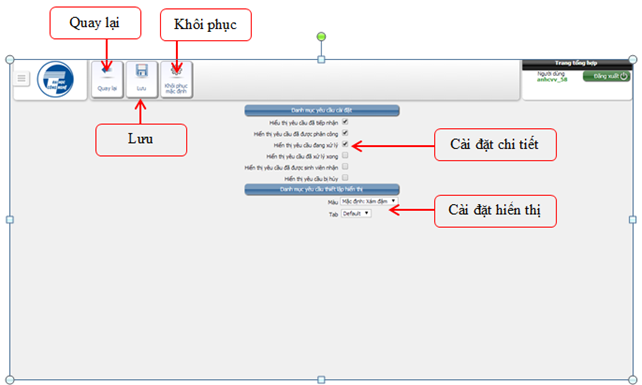 Quay lại
Khôi phục
Quay lại
Lưu
Khôi phục
mặc định
Trang tổng hợp
Người dùng
anhcvv_58
Đăng xuất
Lưu
Danh mục yêu cầu cài đặt
Hiển thị yêu cầu đã tiếp nhận
Hiển thị yêu cầu đã được phân công
Hiển thị yêu cầu đang xử lý
Hiển thị yêu cầu đã xử lý xong
Hiển thị yêu cầu đã được sinh viên nhận
Hiển thị yêu cầu bị hủy
Cài đặt chi tiết
Danh mục yêu cầu thiết lập hiển thị
Màu Mặc định: Xám đậm
Tab Default
Cài đặt hiển thị